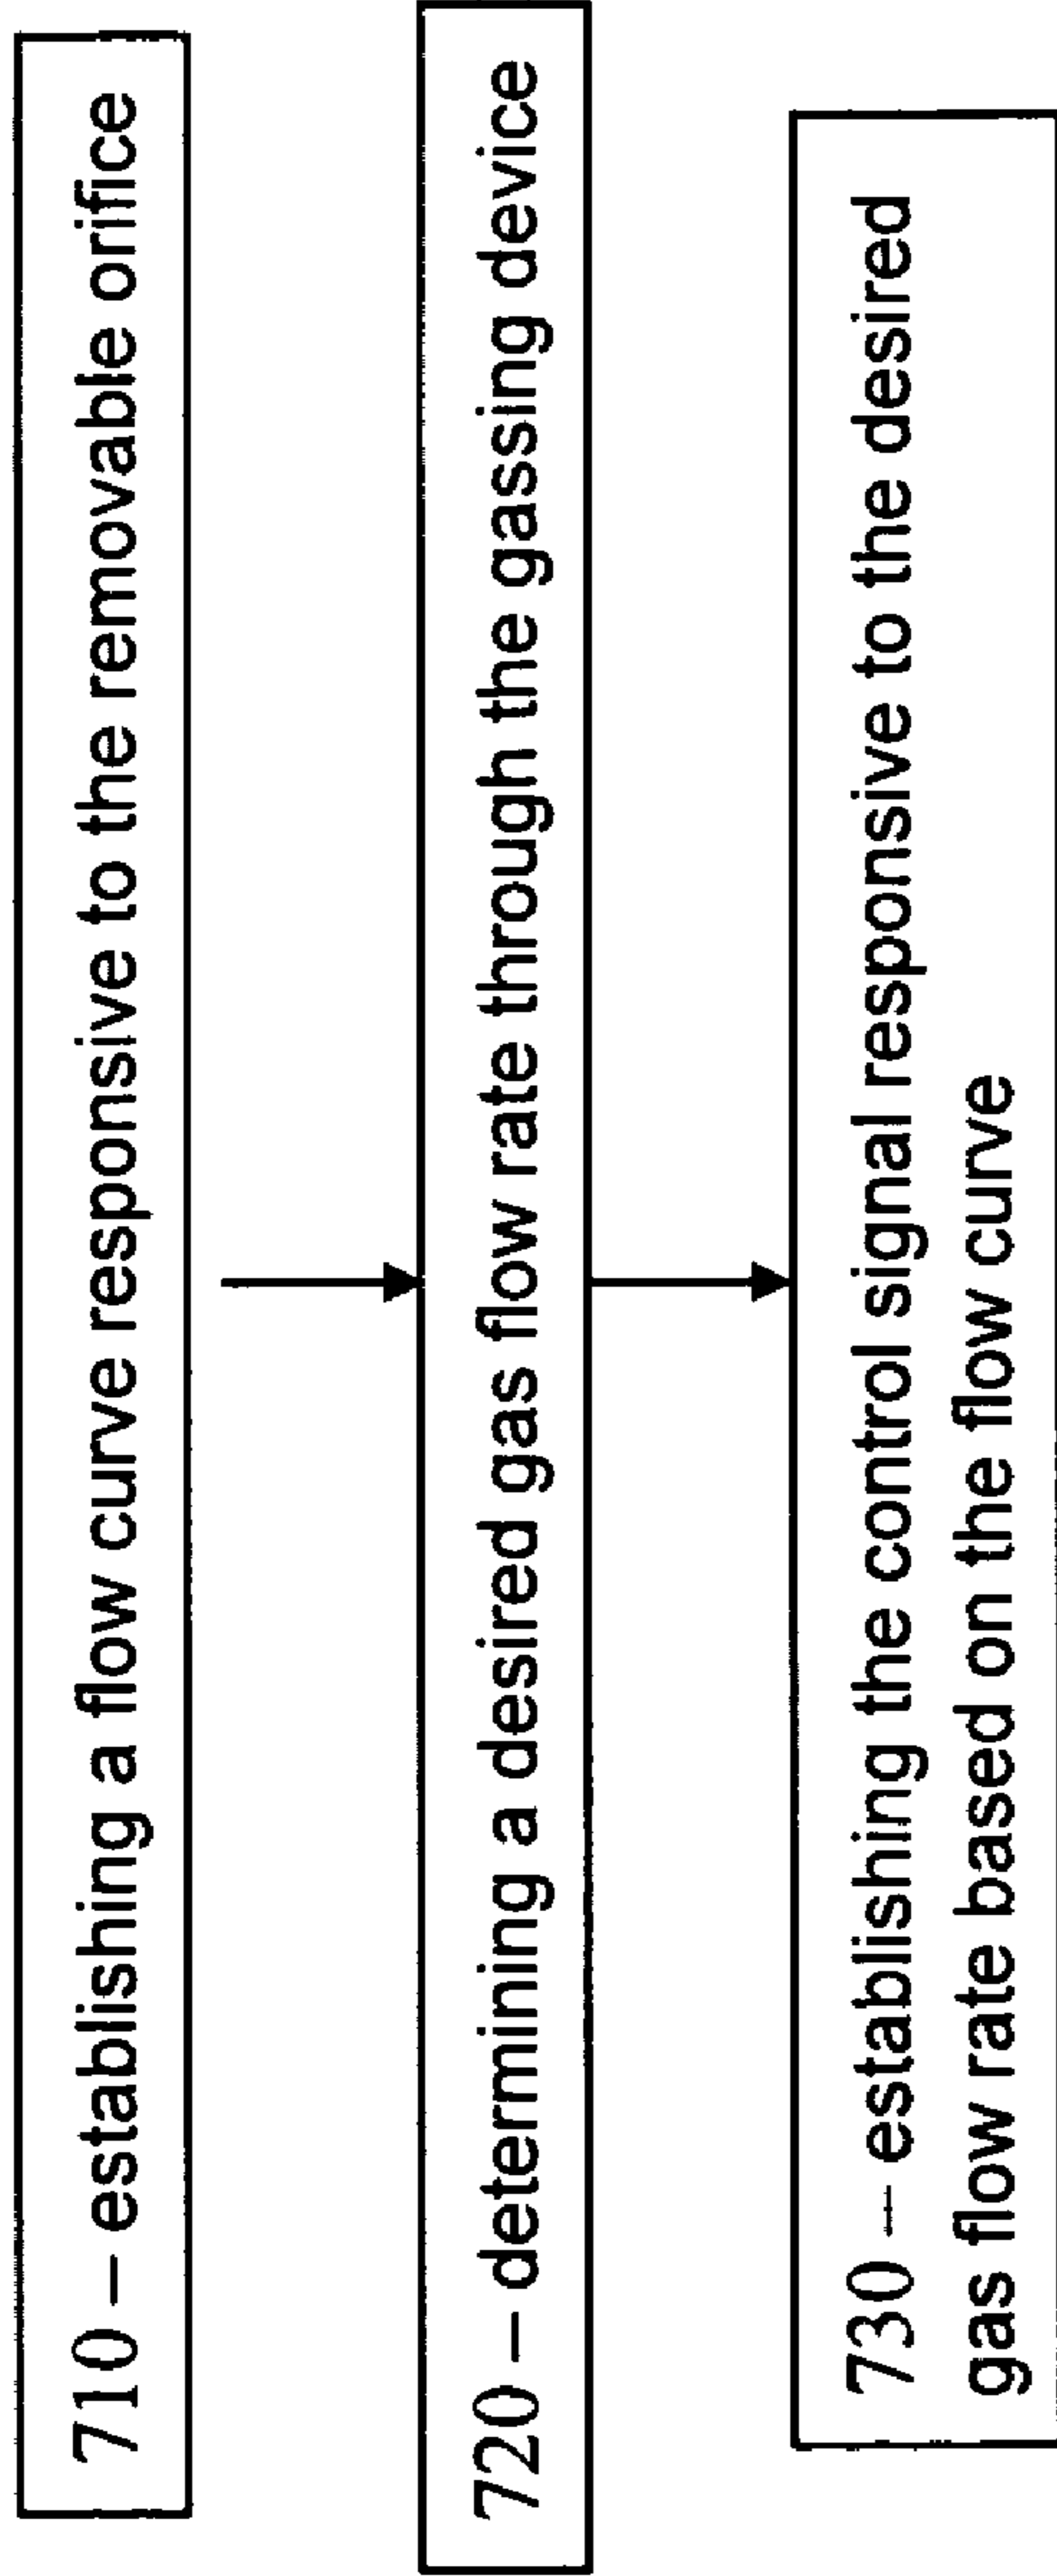 710 – establishing a flow curve responsive to the removable orifice
720 – determining a desired gas flow rate through the gassing device
730 – establishing the control signal responsive to the desired
gas flow rate based on the flow curve